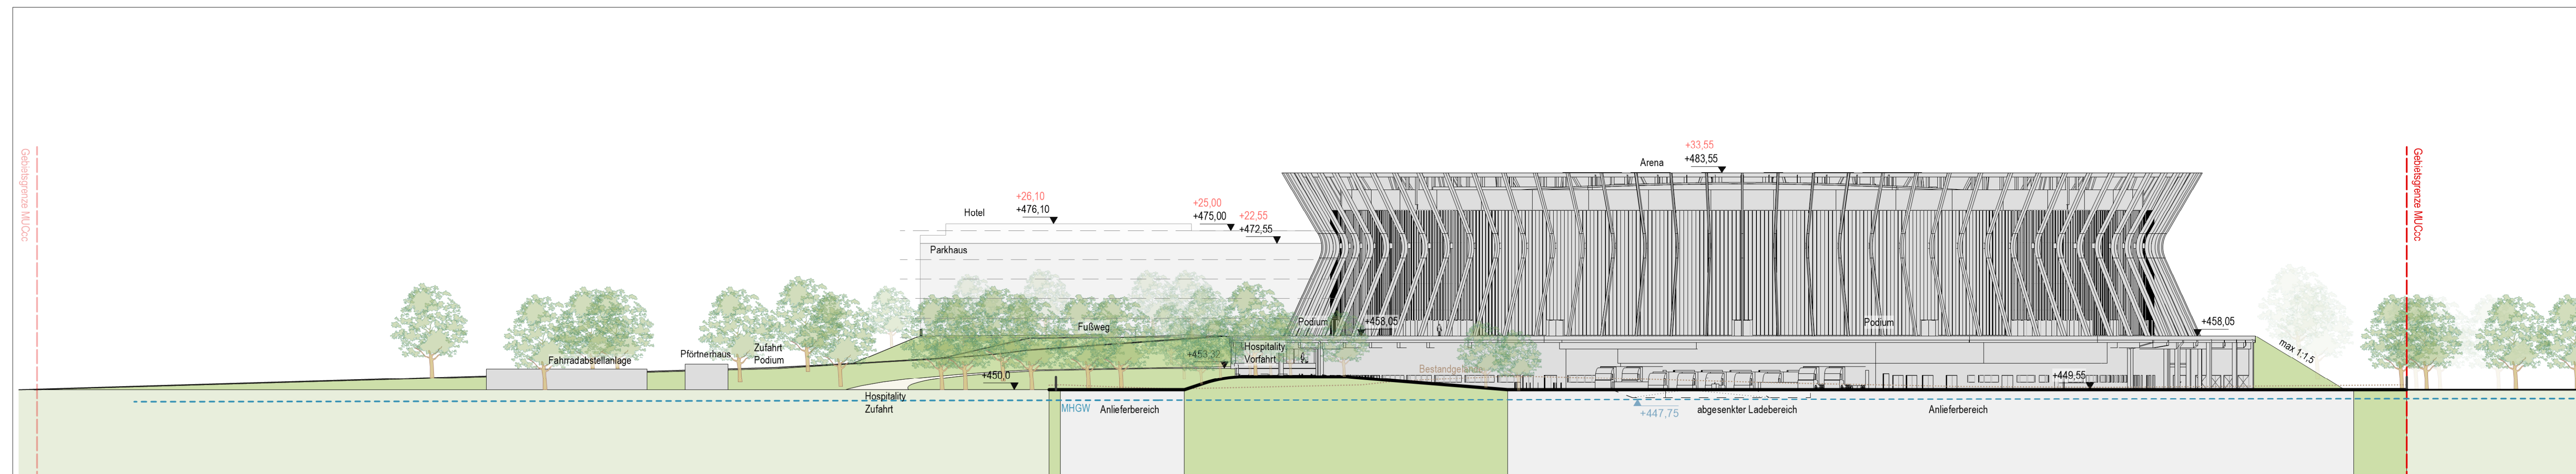 Gebietsgrenze MUCcc
Fahrradabstellanlage
Pförtnerhaus
Zufahrt
Podium
Hospitality
Zufahrt
Hotel
Parkhaus
+26,10
+476,10
+25,00
+475,00
+22,55
+472,55
Fußweg
+450,0
MHGW
Anlieferbereich
Hospitality
Vorfahrt
Podium
+458,05
Bestandgelände
Arena
+33,55
+483,55
Podium
+447,75
abgesenkter Ladebereich
Anlieferbereich
+449,55
+458,05
max 1:1,5
Gebietsgrenze MUCcc